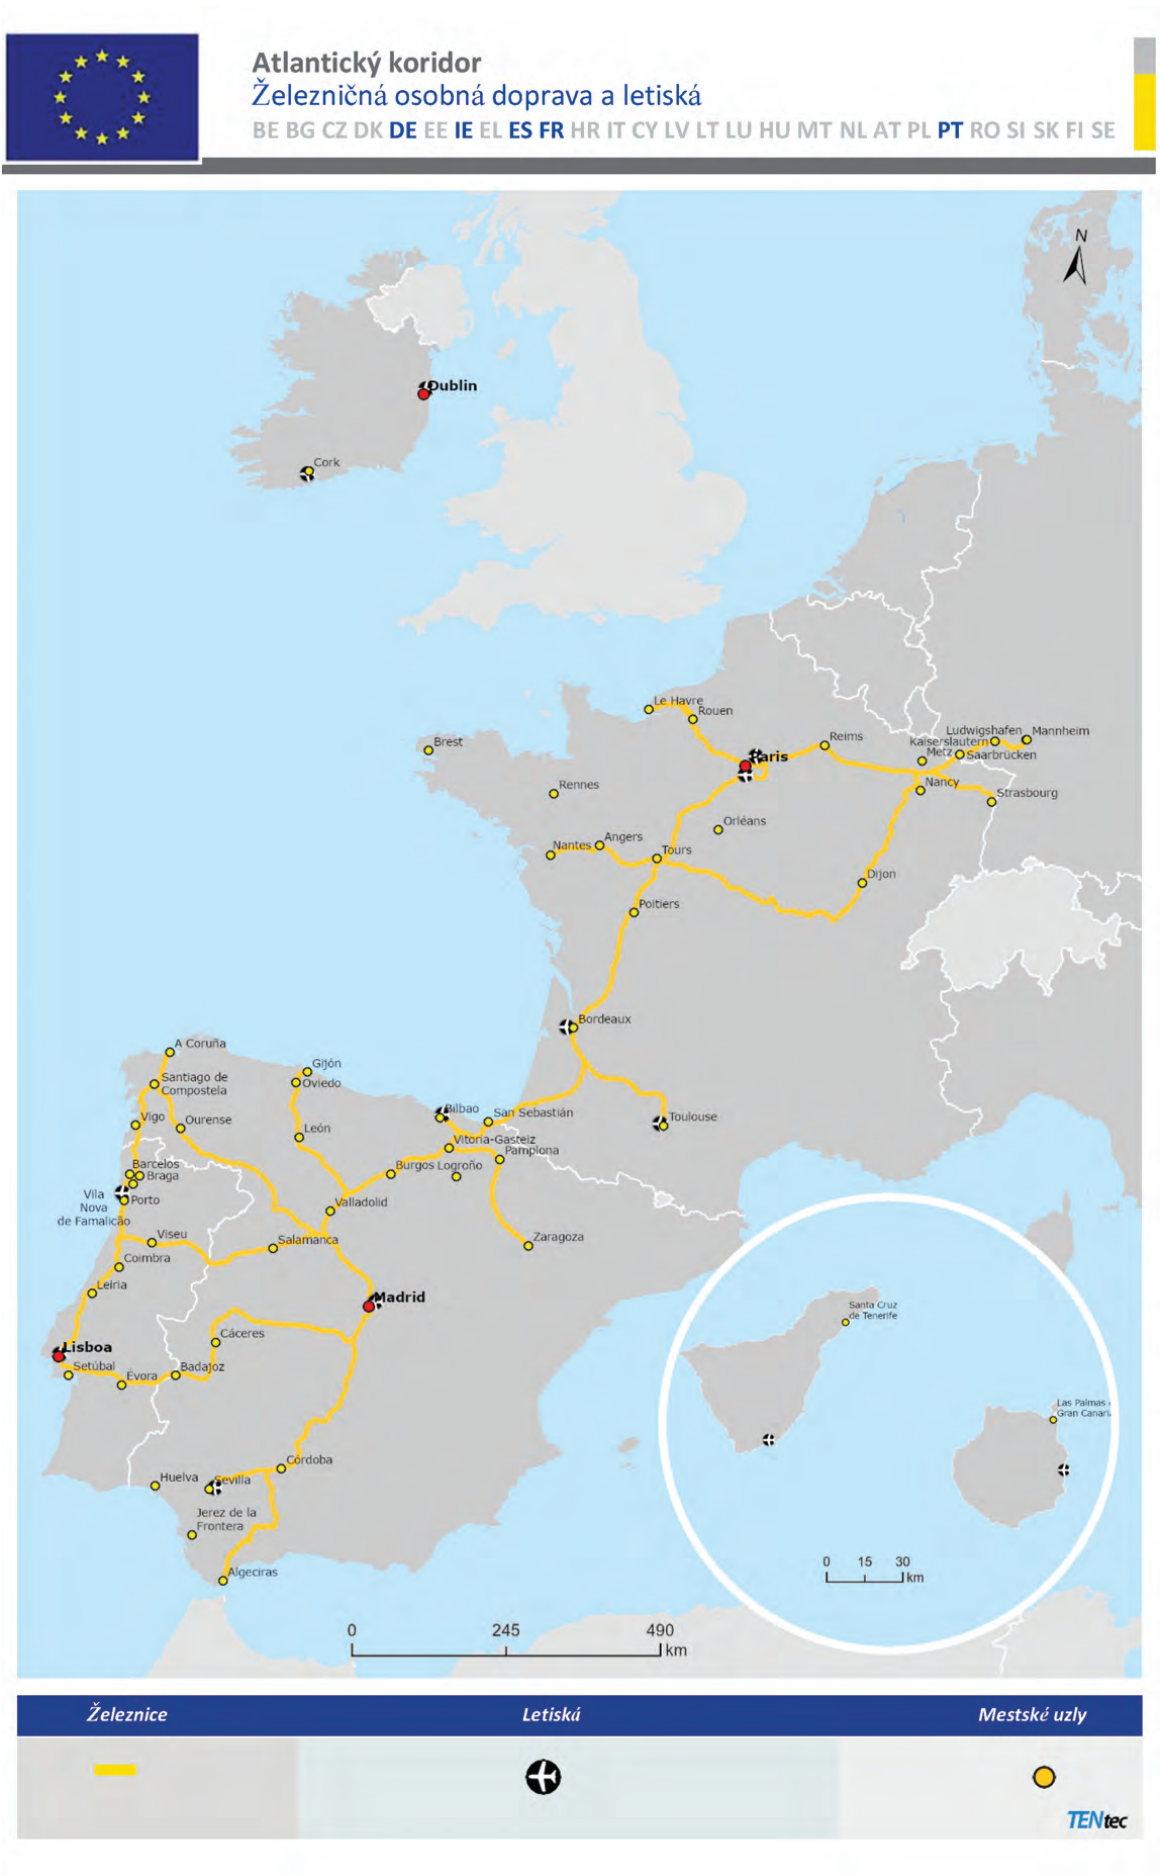 Atlantický koridor
Železničná osobná doprava a letiská
BE BG CZ DK DE EE IE EL ES FR HR IT CY LV LT LU HU MT NL AT PL PT RO SI SK FI SE
N
Dublin
Cork
Le Havre
Rouen
Brest
Reims
Paris
Ludwigshafen
Mannheim
Kaiserslautern
Metz
Saarbrücken
Nancy
Strasbourg
Rennes
Orléans
Nantes
Angers
Tours
Dijon
Poitiers
Bordeaux
A Coruña
Gijón
Oviedo
Santiago de
Compostela
Vigo
Ourense
León
Bilbao
San Sebastián
Toulouse
Vitoria-Gasteiz
Pamplona
Barcelos
Braga
Burgos
Logroño
Vila
Nova
de Famalicão
Porto
Valladolid
Viseu
Salamanca
Zaragoza
Coimbra
Leiria
Madrid
Santa Cruz
de Tenerife
Cáceres
Lisboa
Setúbal
Évora
Badajoz
Las Palmas
Gran Canari
Córdoba
Huelva
Sevilla
Jerez de la
Frontera
Algeciras
0 15 30
km
0 245 490
km
Železnice
Letiská
Mestské uzly
TENtec